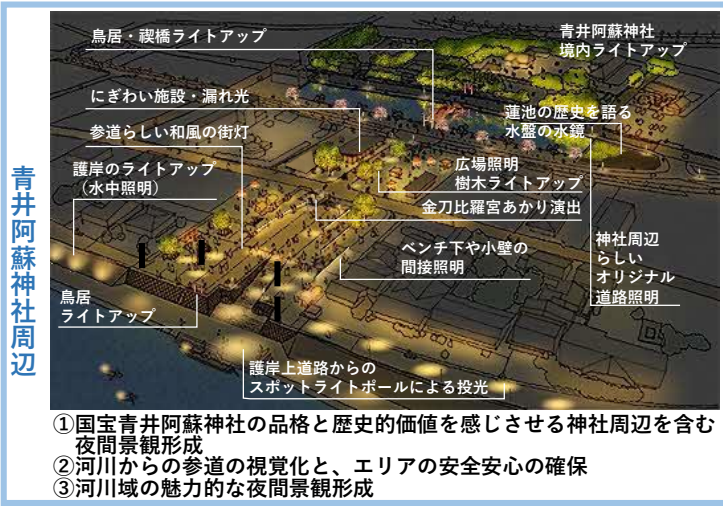 青井阿蘇神社周辺
鳥居・禊橋ライトアップ
青井阿蘇神社
境内ライトアップ
にぎわい施設・漏れ光
蓮池の歴史を語る
水盤の水鏡
参道らしい和風の街灯
護岸のライトアップ
（水中照明）
広場照明
樹木ライトアップ
金刀比羅宮あかり演出
ベンチ下や小壁の
間接照明
神社周辺
らしい
オリジナル
道路照明
鳥居
ライトアップ
護岸上道路からの
スポットライトポールによる投光
①国宝青井阿蘇神社の品格と歴史的価値を感じさせる神社周辺を含む
夜間景観形成
②河川からの参道の視覚化と、エリアの安全安心の確保
③河川域の魅力的な夜間景観形成